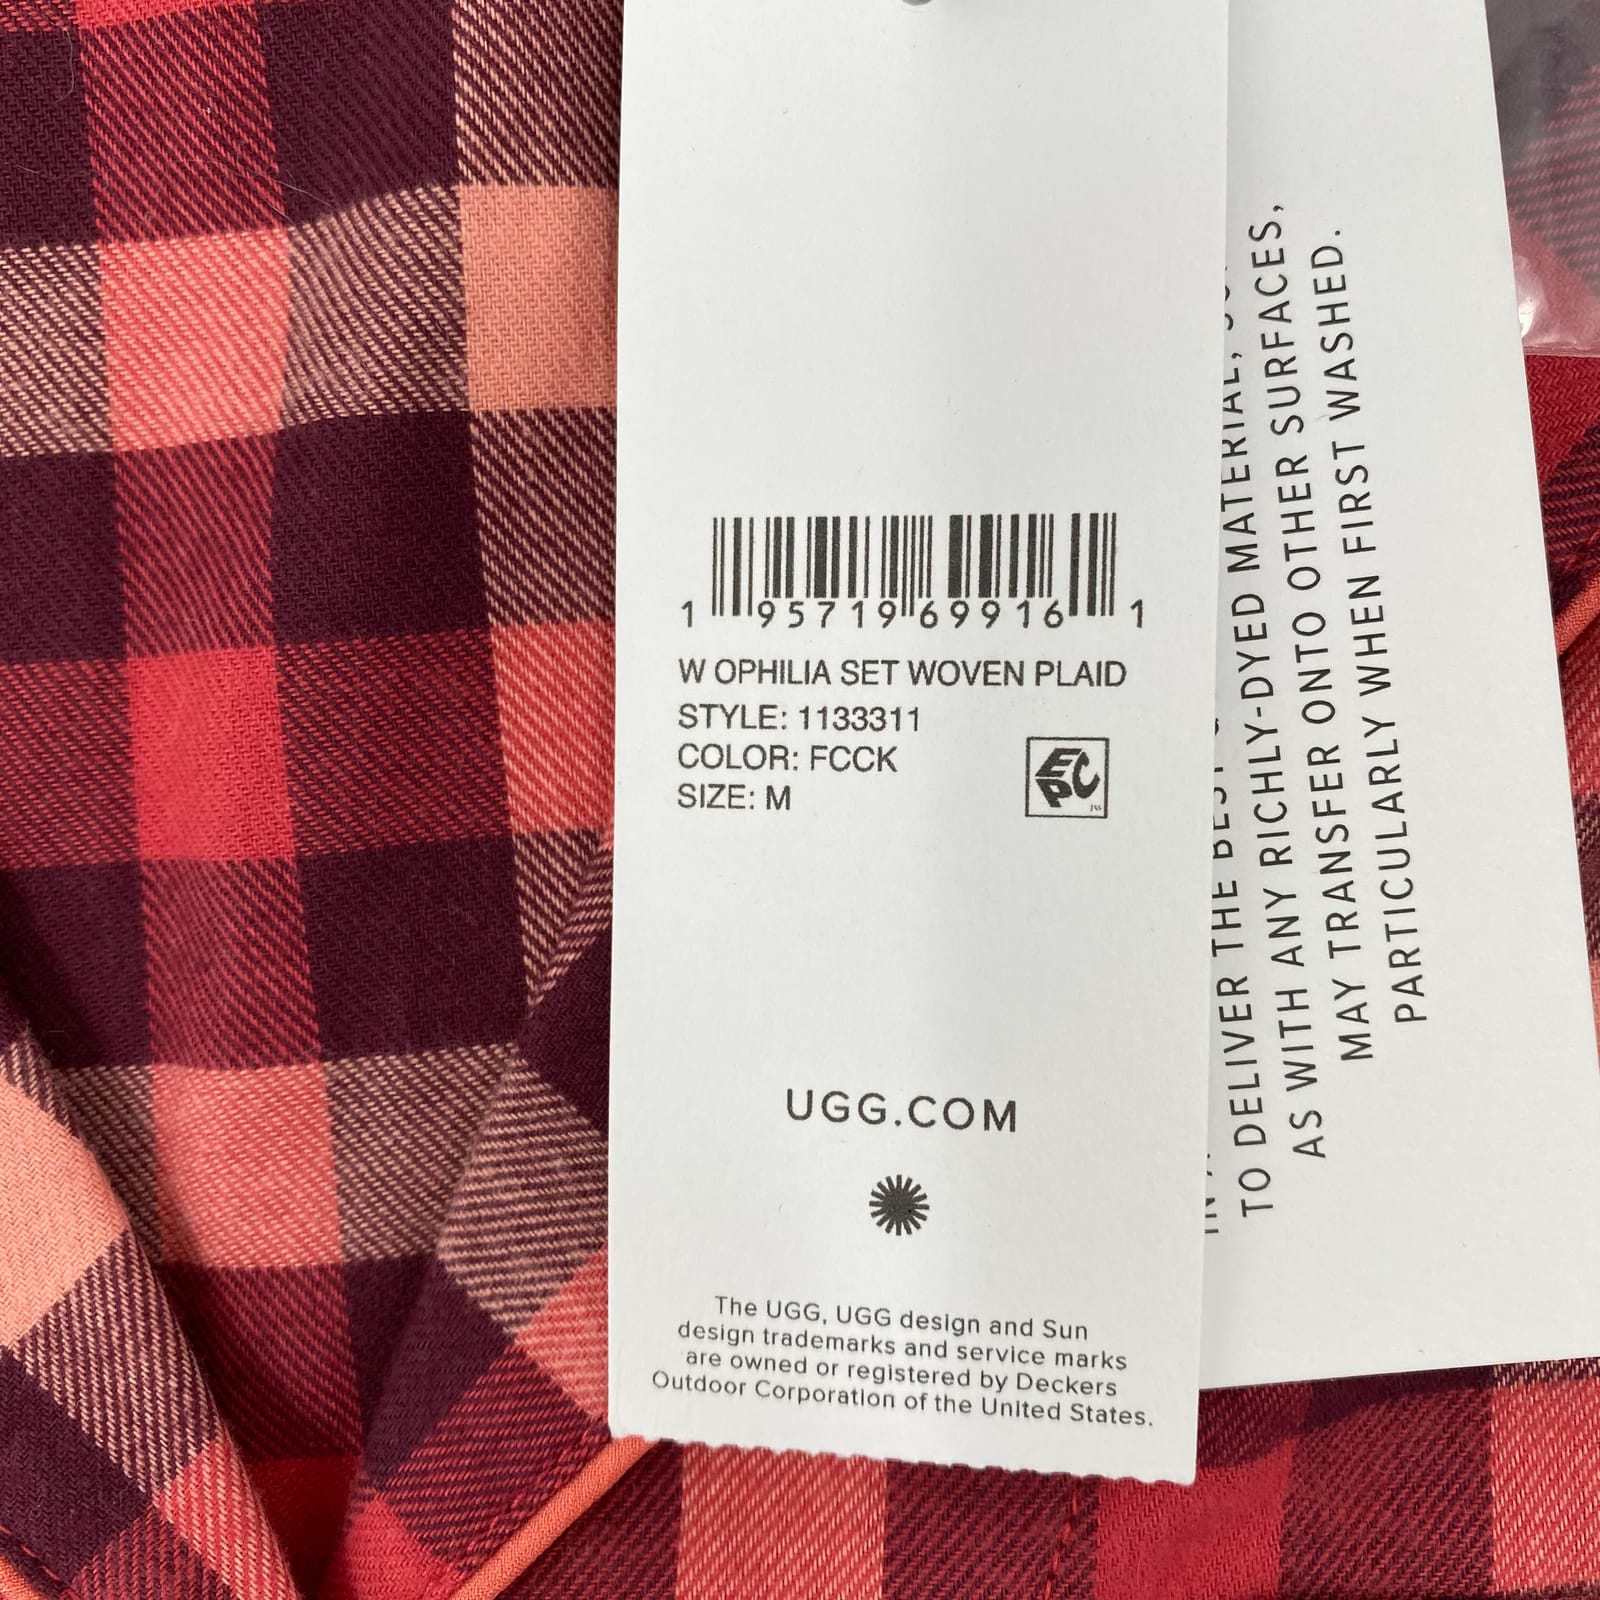 1 95719 69916 1
W OPHILIA SET WOVEN PLAID
STYLE: 1133311
COLOR: FCCK
SIZE: M
EPC
UGG.COM
The UGG, UGG design and Sun
design trademarks and service marks
are owned or registered by Deckers
Outdoor Corporation of the United States.
TO DELIVER THE BEST
AS WITH ANY RICHLY-DYED MATERIAL,
MAY TRANSFER ONTO OTHER SURFACES,
PARTICULARLY WHEN FIRST WASHED.